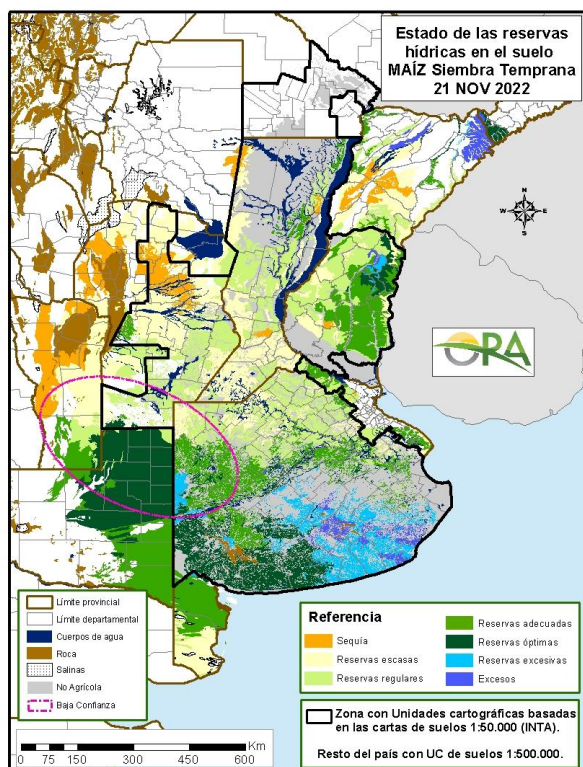 Estado de las reservas
hídricas en el suelo
MAÍZ Siembra Temprana
21 NOV 2022
N
W E
S
ORA
Límite provincial
Límite departamental
Cuerpos de agua
Roca
Salinas
No Agrícola
Baja Confianza
Referencia
Sequía
Reservas escasas
Reservas regulares
Reservas adecuadas
Reservas óptimas
Reservas excesivas
Excesos
Zona con Unidades cartográficas basadas
en las cartas de suelos 1:50.000 (INTA).
Resto del país con UC de suelos 1:500.000.
Km
0 75 150 300 450 600